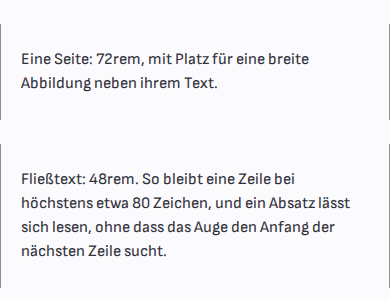 Eine Seite: 72rem, mit Platz für eine breite
Abbildung neben ihrem Text.
Fließtext: 48rem. So bleibt eine Zeile bei
höchstens etwa 80 Zeichen, und ein Absatz lässt
sich lesen, ohne dass das Auge den Anfang der
nächsten Zeile sucht.